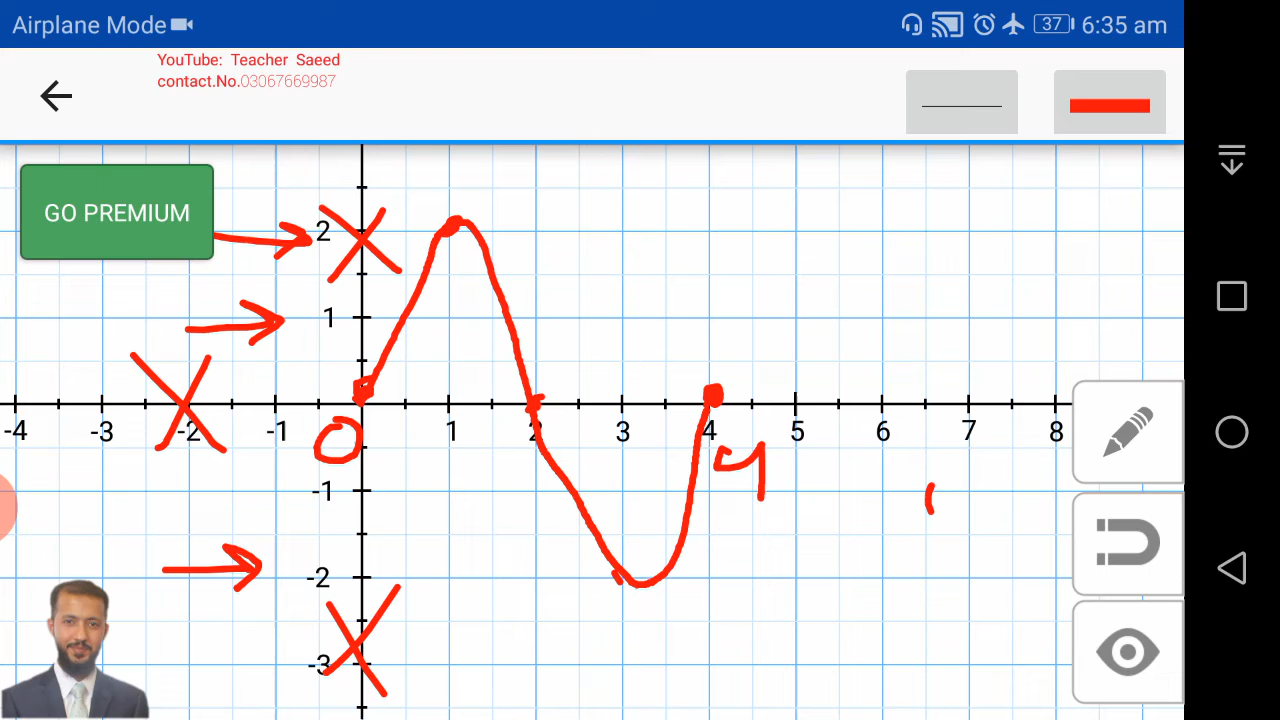 Airplane Mode 37 6:35 am
YouTube: Teacher Saeed
contact.No.03067669987
GO PREMIUM
2
1
-4 -3 -2 -1 0 1 2 3 4 5 6 7 8
4
-1
-2
-3